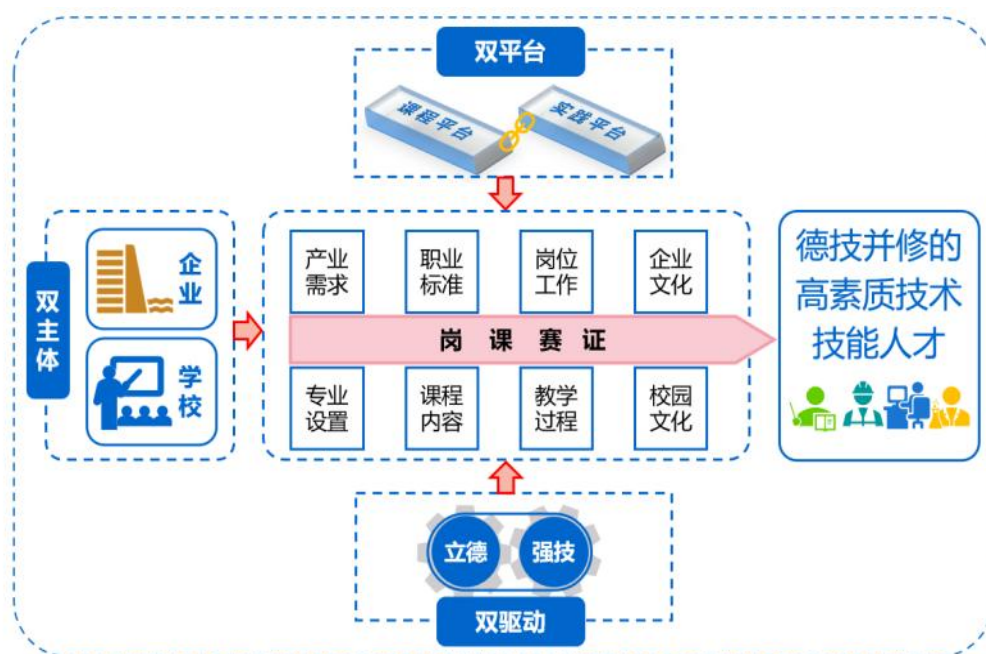 双平台
课程平台
实践平台
双主体
企业
学校
产业
需求
职业
标准
岗位
工作
企业
文化
岗课赛证
专业
设置
课程
内容
教学
过程
校园
文化
德技并修的
高素质技术
技能人才
立德
强技
双驱动